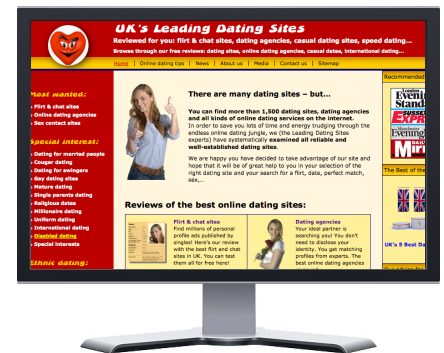 UK's Leading Dating Sites
Reviewed for you: flirt & chat sites, dating agencies, casual dating sites, speed dating...
Browse through our free reviews: dating sites, online dating agencies, casual dates, international dating...
Home | Online dating tips | News | About us | Media | Contact us | Sitemap
Most wanted:
Flirt & chat sites
Online dating agencies
Sex contact sites
Special interest:
Dating for married people
Cougar dating
Dating for swingers
Gay dating sites
Mature dating
Single parents dating
Religious dates
Millionaire dating
Uniform dating
International dating
Disabled dating
Special interests
Ethnic dating:
There are many dating sites – but...
You can find more than 1,500 dating sites, dating agencies
and all kinds of online dating services on the internet.
In order to save you lots of time and energy trudging through the
endless online dating jungle, we (the Leading Dating Sites
experts) have systematically examined all reliable and
well-established dating sites.
We are happy you have decided to take advantage of our site and
hope that it will be of great help to you in your selection of the
right dating site and your search for a flirt, date, perfect match,
sex,...
Reviews of the best online dating sites:
Flirt & chat sites
Find millions of personal
profile ads published by
singles! Here's our review
with the best flirt and chat
sites in UK. You can test
them all for free here!
Dating agencies
Your ideal partner is
searching you! You don't
need to disclose your
identity. You get matching
profiles from experts. The
best online dating agencies
Recommended
Eveni
Stand
SUSSE
EXPR
Manchester
Evening
Mir
The Best of the
UK's 5 Best Da